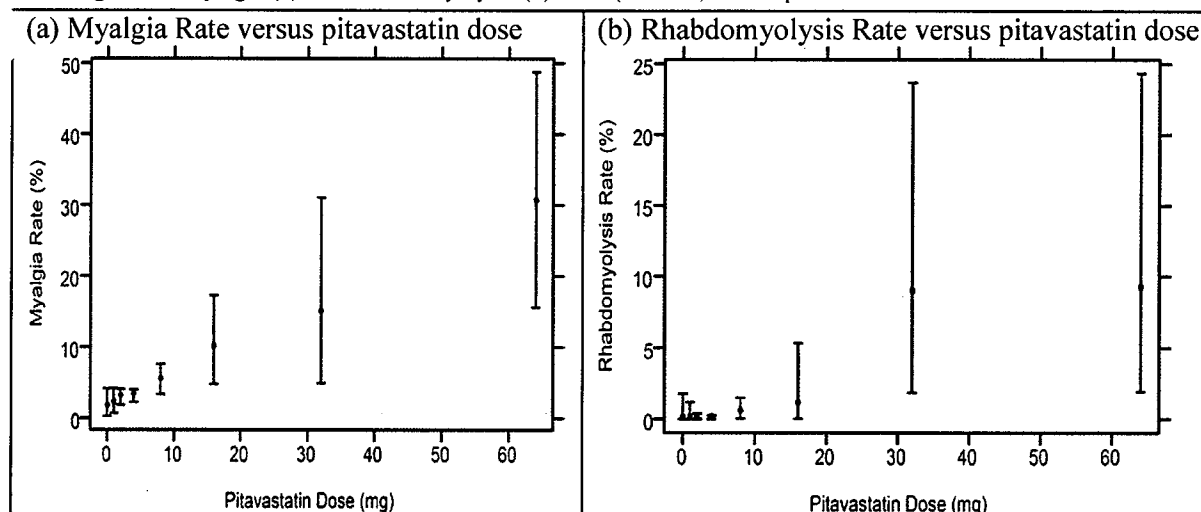 (a) Myalgia Rate versus pitavastatin dose
50
40
30
20
10
0
Myalgia Rate (%)
0 10 20 30 40 50 60
Pitavastatin Dose (mg)
(b) Rhabdomyolysis Rate versus pitavastatin dose
25
20
15
10
5
0
Rhabdomyolysis Rate (%)
0 10 20 30 40 50 60
Pitavastatin Dose (mg)